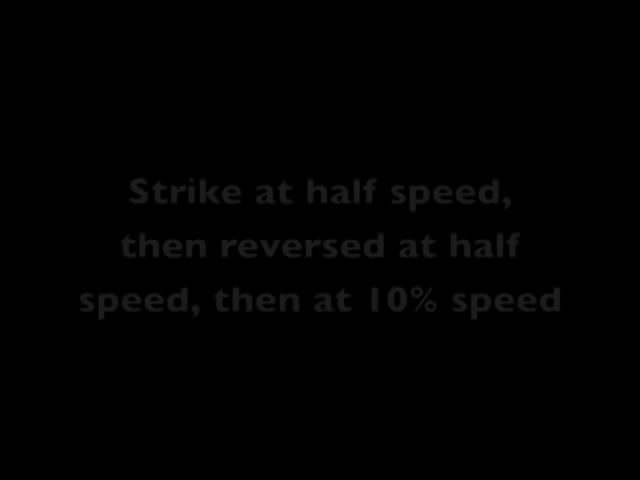 Strike at half speed,
then reversed at half
speed, then at 10% speed